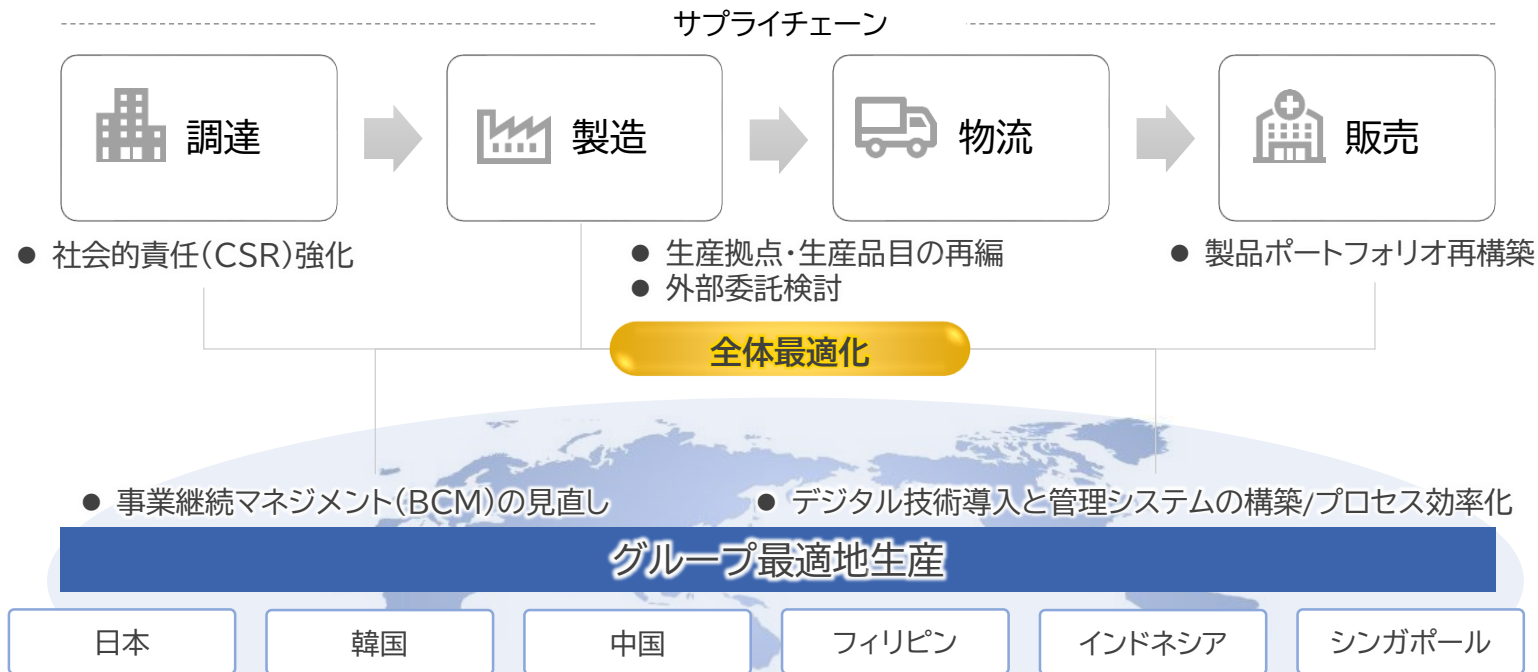 サプライチェーン
調達
製造
物流
販売
● 社会的責任(CSR)強化
● 生産拠点・生産品目の再編
● 外部委託検討
● 製品ポートフォリオ再構築
全体最適化
● 事業継続マネジメント(BCM)の見直し
● デジタル技術導入と管理システムの構築/プロセス効率化
グループ最適地生産
日本
韓国
中国
フィリピン
インドネシア
シンガポール